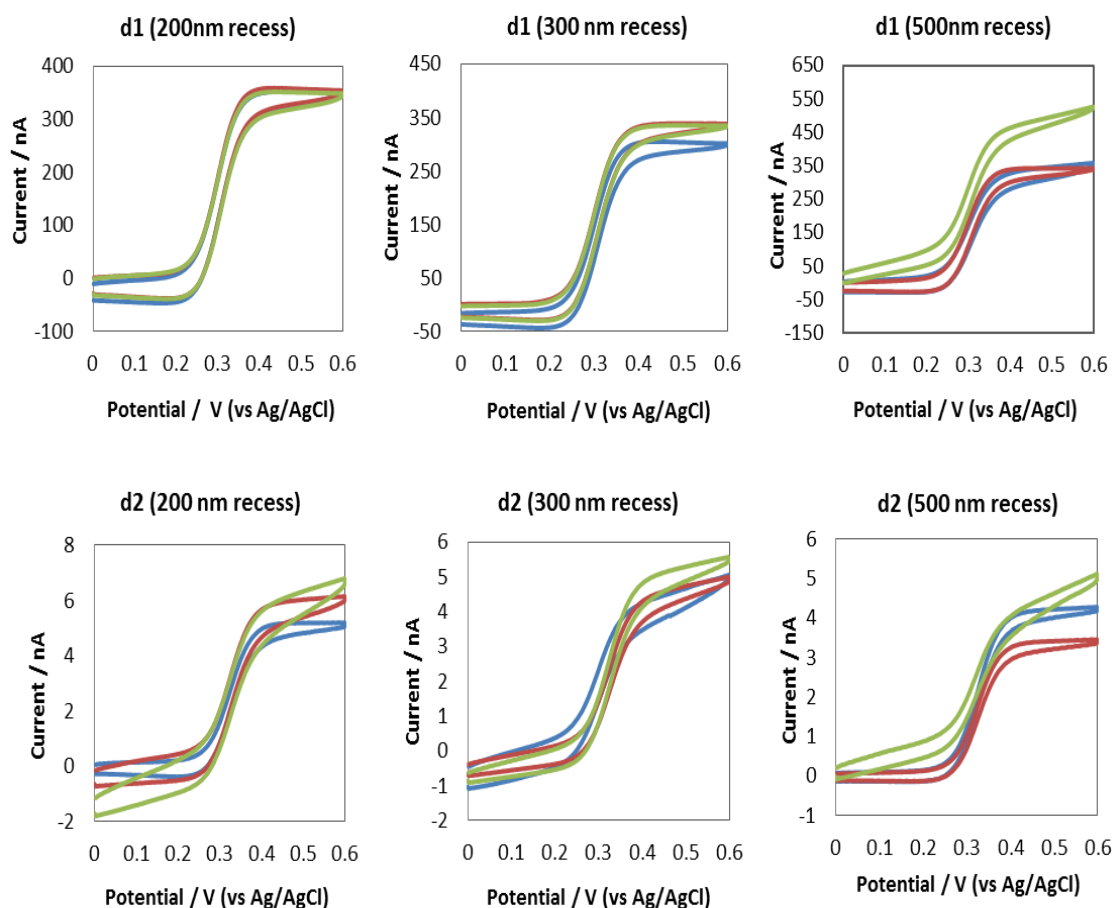 d1 (200nm recess)
400
300
200
100
0
-100
Current / nA
0 0.1 0.2 0.3 0.4 0.5 0.6
Potential / V (vs Ag/AgCl)
d1 (300 nm recess)
450
350
250
150
50
-50
Current / nA
0 0.1 0.2 0.3 0.4 0.5 0.6
Potential / V (vs Ag/AgCl)
d1 (500nm recess)
650
550
450
350
250
150
50
-50
-150
Current / nA
0 0.1 0.2 0.3 0.4 0.5 0.6
Potential / V (vs Ag/AgCl)
d2 (200 nm recess)
8
6
4
2
0
-2
Current / nA
0 0.1 0.2 0.3 0.4 0.5 0.6
Potential / V (vs Ag/AgCl)
d2 (300 nm recess)
6
5
4
3
2
1
0
-1
-2
Current / nA
0 0.1 0.2 0.3 0.4 0.5 0.6
Potential / V (vs Ag/AgCl)
d2 (500 nm recess)
6
5
4
3
2
1
0
-1
Current / nA
0 0.1 0.2 0.3 0.4 0.5 0.6
Potential / V (vs Ag/AgCl)